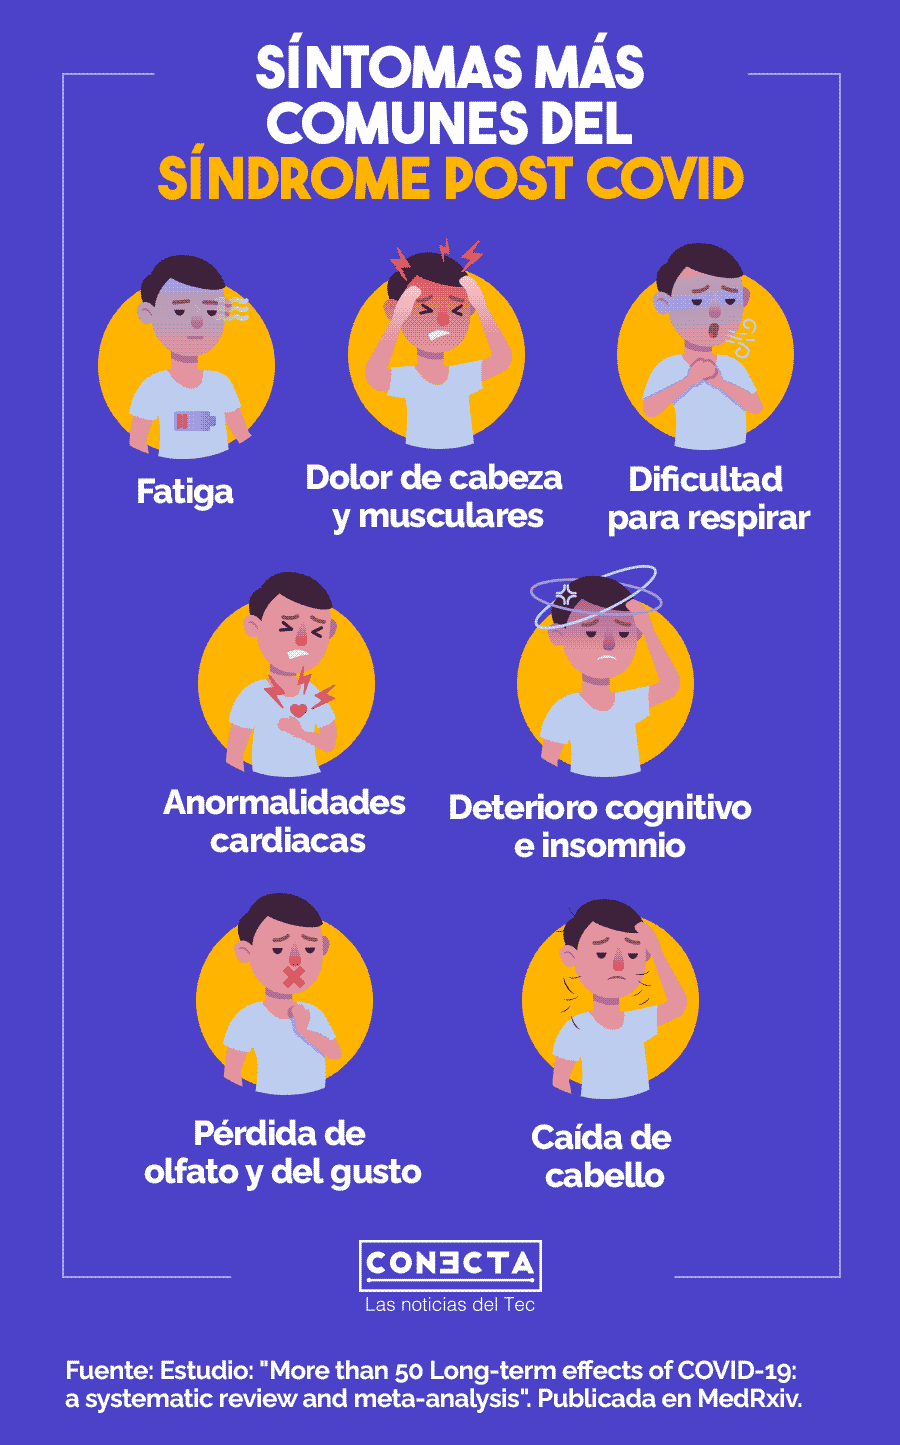 SÍNTOMAS MÁS
COMUNES DEL
SÍNDROME POST COVID
Fatiga
Dolor de cabeza
y musculares
Dificultad
para respirar
Anormalidades
cardiacas
Deterioro cognitivo
e insomnio
Pérdida de
olfato y del gusto
Caída de
cabello
CONECTA
Las noticias del Tec
Fuente: Estudio: "More than 50 Long-term effects of COVID-19:
a systematic review and meta-analysis". Publicada en MedRxiv.